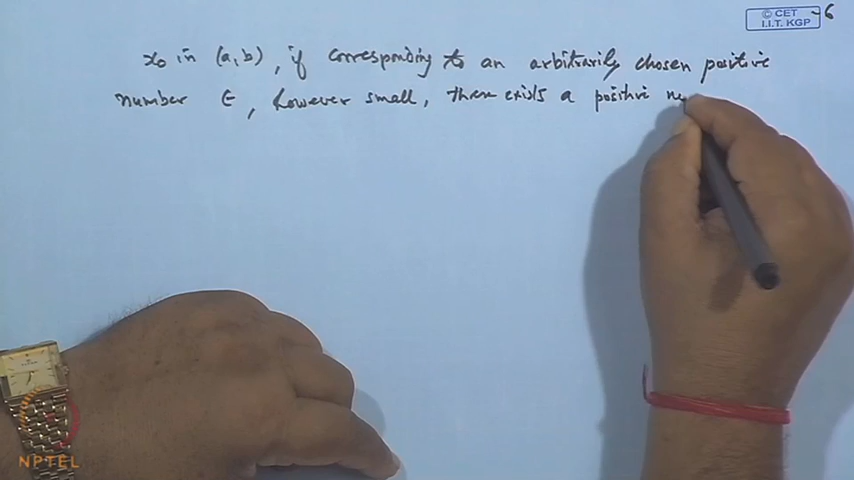 © CET
I.I.T. KGP
-6
x₀ in (a, b), if corresponding to an arbitrarily chosen positive
number ϵ, however small, there exists a positive
NPTEL